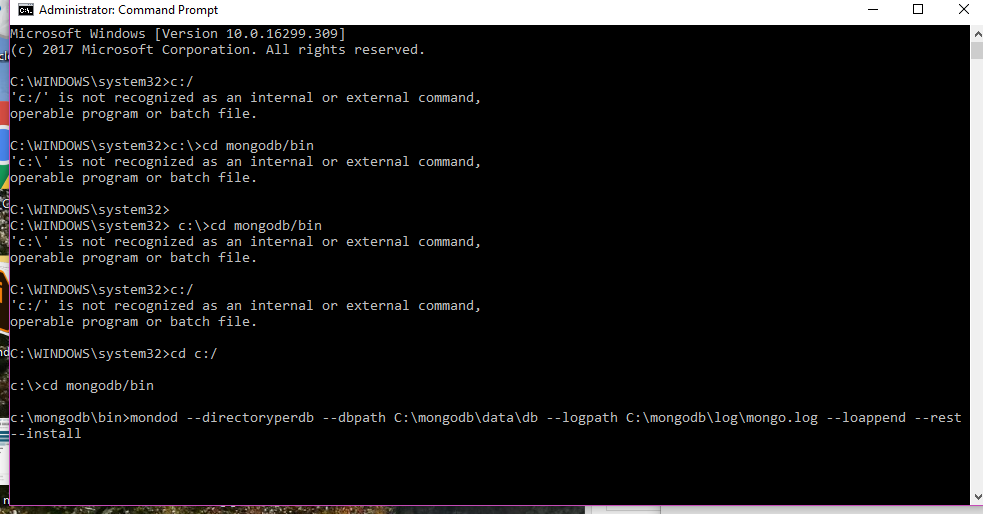 Administrator: Command Prompt
Microsoft Windows [Version 10.0.16299.309]
(c) 2017 Microsoft Corporation. All rights reserved.
C:\WINDOWS\system32>c:/
'c:/' is not recognized as an internal or external command,
operable program or batch file.
C:\WINDOWS\system32>c:\>cd mongodb/bin
'c:\' is not recognized as an internal or external command,
operable program or batch file.
C:\WINDOWS\system32>
C:\WINDOWS\system32> c:\>cd mongodb/bin
'c:\' is not recognized as an internal or external command,
operable program or batch file.
C:\WINDOWS\system32>c:/
'c:/' is not recognized as an internal or external command,
operable program or batch file.
C:\WINDOWS\system32>cd c:/
c:\>cd mongodb/bin
c:\mongodb\bin>mondod --directoryperdb --dbpath C:\mongodb\data\db --logpath C:\mongodb\log\mongo.log --loappend --rest
--install